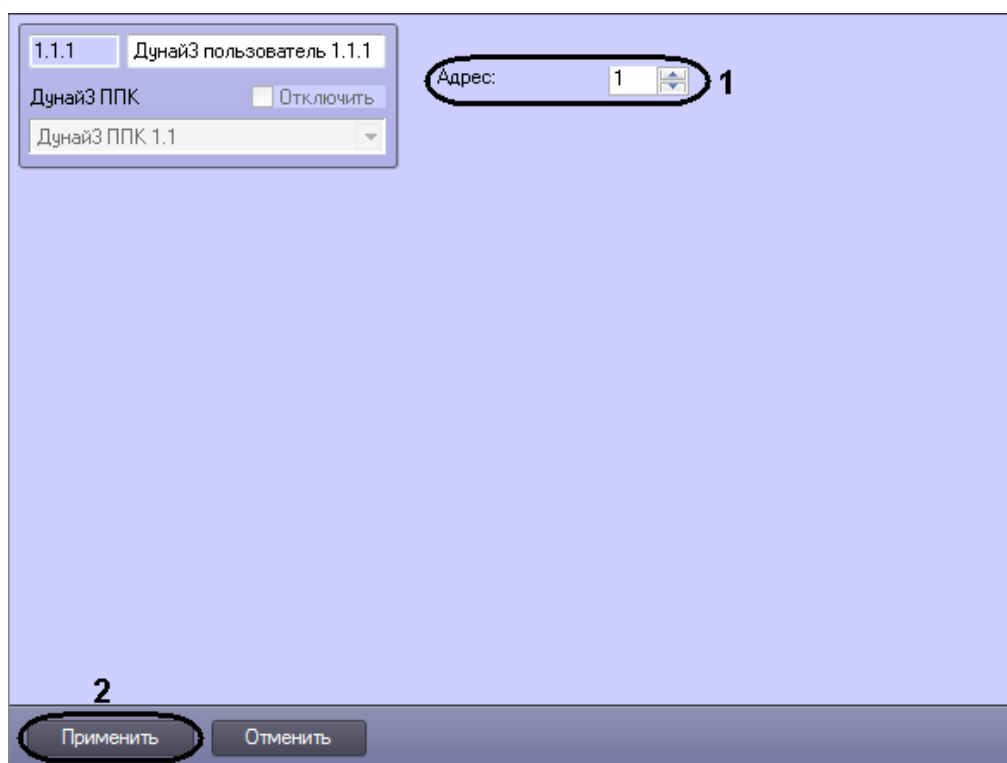 1.1.1 Дунай3 пользователь 1.1.1
Дунай3 ППК Отключить
Дунай3 ППК 1.1
Адрес: 1 1
2
Применить Отменить